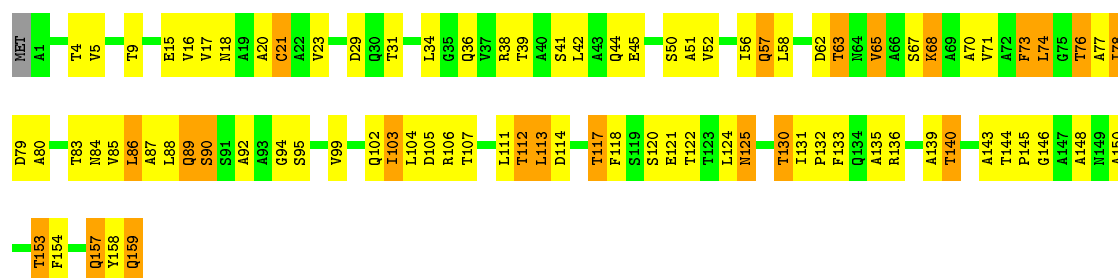 MET A1 T4 V5 T9 E15 V16 V17 N18 A19 A20 C21 A22 V23 D29 Q30 T31 L34 G35 Q36 V37 R38 T39 A40 S41 L42 A43 Q44 E45 S50 A51 V52 I56 Q57 L58 D62 T63 N64 V65 A66 S67 K68 A69 A70 V71 A72 F73 L74 G75 T76 A77 I78
D79 A80 T83 N84 V85 L86 A87 L88 Q89 S90 S91 A92 A93 G94 S95 V99 Q102 I103 L104 D105 R106 T107 L111 T112 L113 D114 T117 F118 S119 S120 E121 T122 T123 L124 N125 T130 I131 P132 F133 Q134 A135 R136 A139 T140 A143 T144 P145 G146 A147 A148 N149 A150
T153 F154 Q157 Y158 Q159